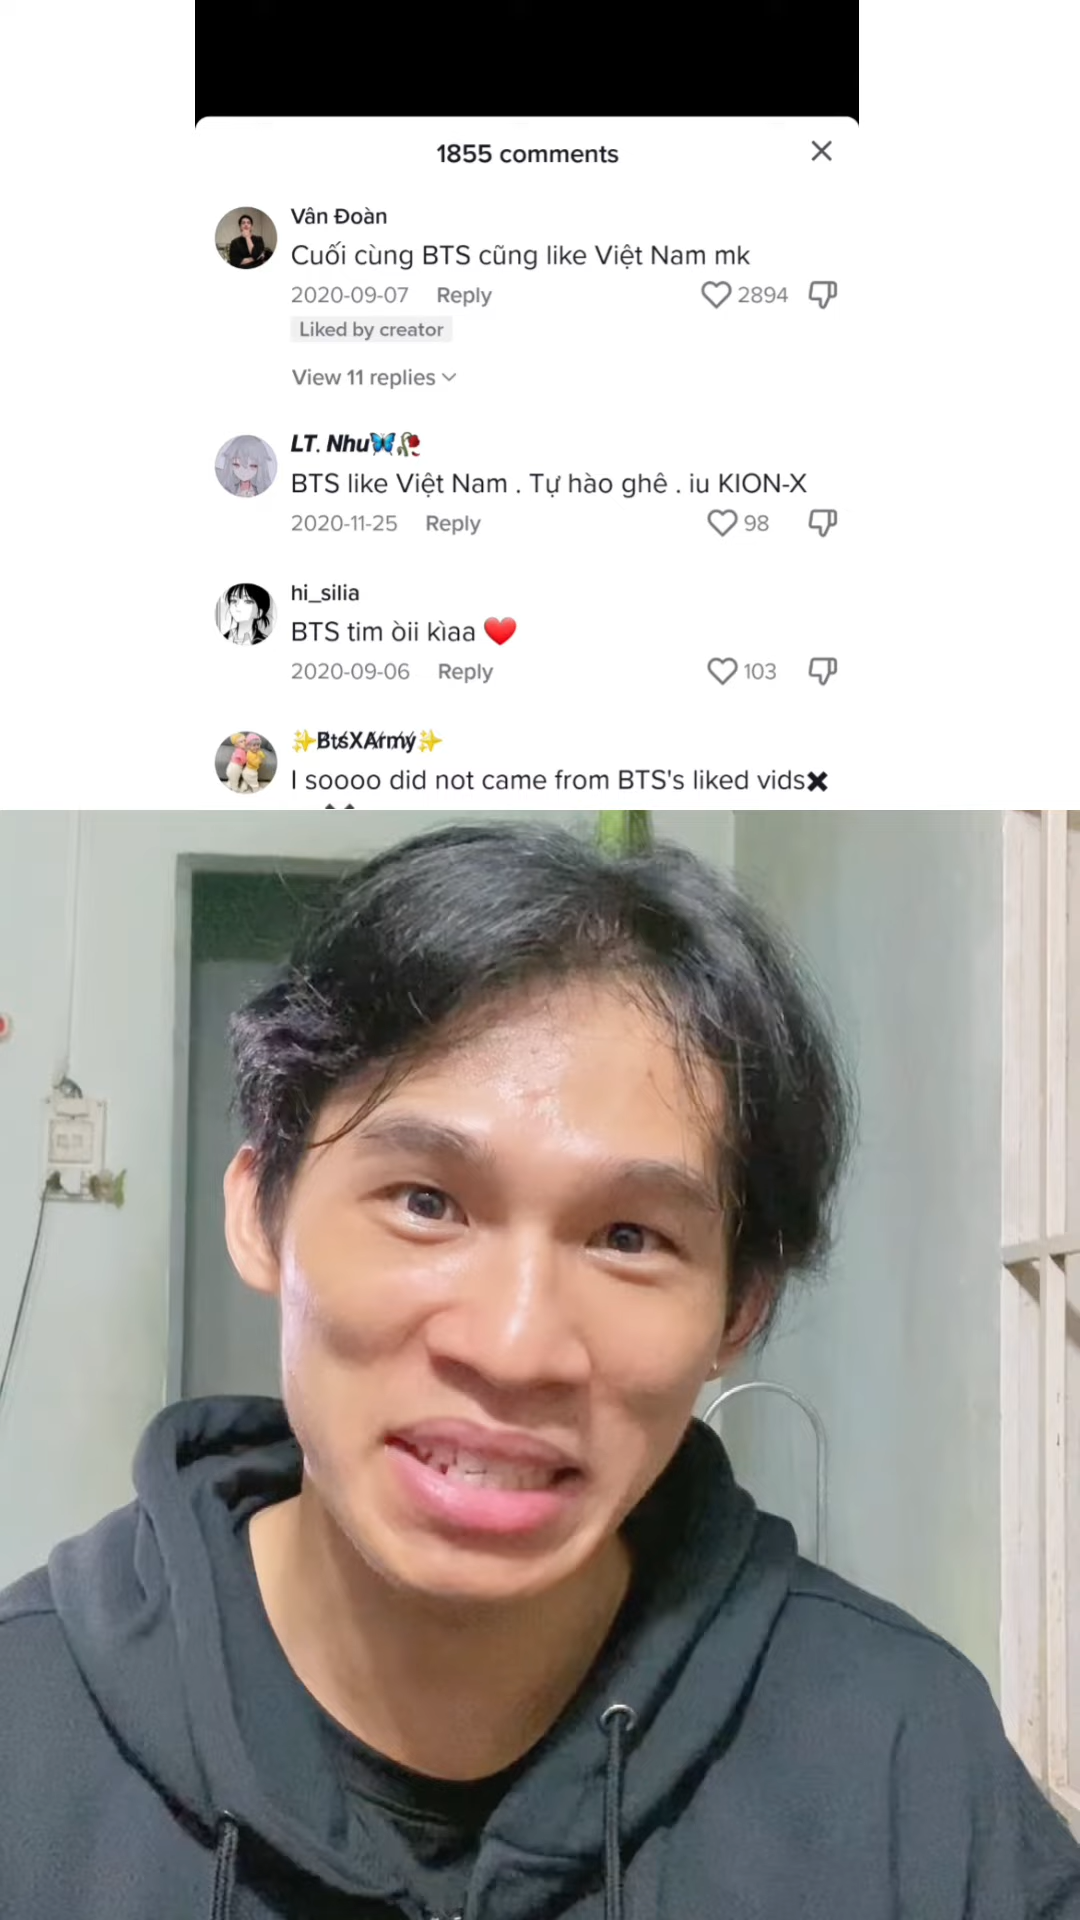 1855 comments
Vân Đoàn
Cuối cùng BTS cũng like Việt Nam mk
2020-09-07 Reply 2894
Liked by creator
View 11 replies
LT. Nhu🦋🥀
BTS like Việt Nam . Tự hào ghê . iu KION-X
2020-11-25 Reply 98
hi_silia
BTS tim òii kìaa ❤️
2020-09-06 Reply 103
✨BtsXArmy✨
I soooo did not came from BTS's liked vids✖